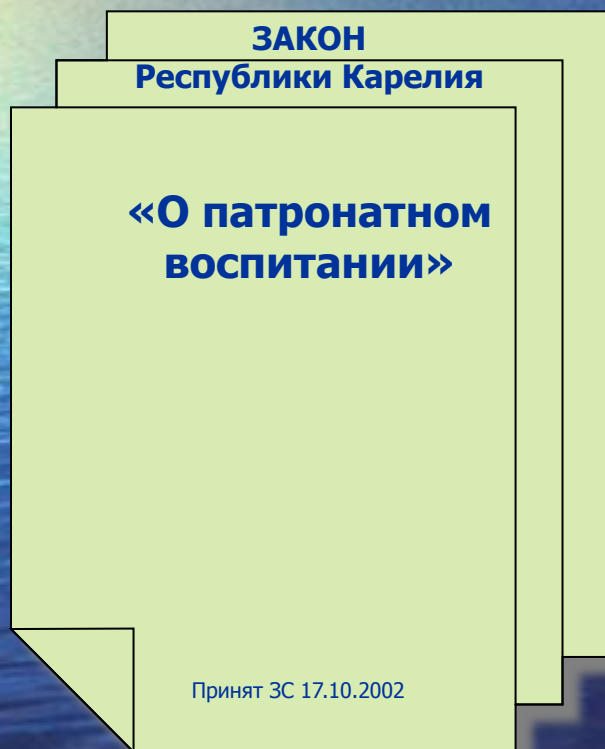 ЗАКОН
Республики Карелия
«О патронатном
воспитании»
Принят ЗС 17.10.2002